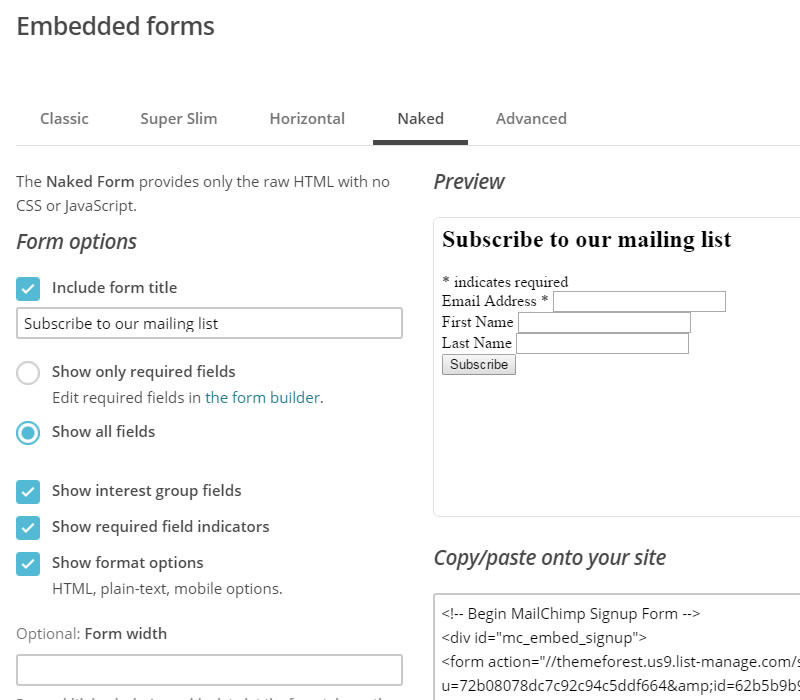 Embedded forms
Classic
Super Slim
Horizontal
Naked
Advanced
The Naked Form provides only the raw HTML with no
CSS or JavaScript.
Form options
Include form title
Subscribe to our mailing list
Show only required fields
Edit required fields in the form builder.
Show all fields
Show interest group fields
Show required field indicators
Show format options
HTML, plain-text, mobile options.
Optional: Form width
Preview
Subscribe to our mailing list
* indicates required
Email Address *
First Name
Last Name
Subscribe
Copy/paste onto your site
<!-- Begin MailChimp Signup Form -->
<div id="mc_embed_signup">
<form action="//themeforest.us9.list-manage.com/s
u=72b08078dc7c92c94c5ddf664&amp;id=62b5b9b9